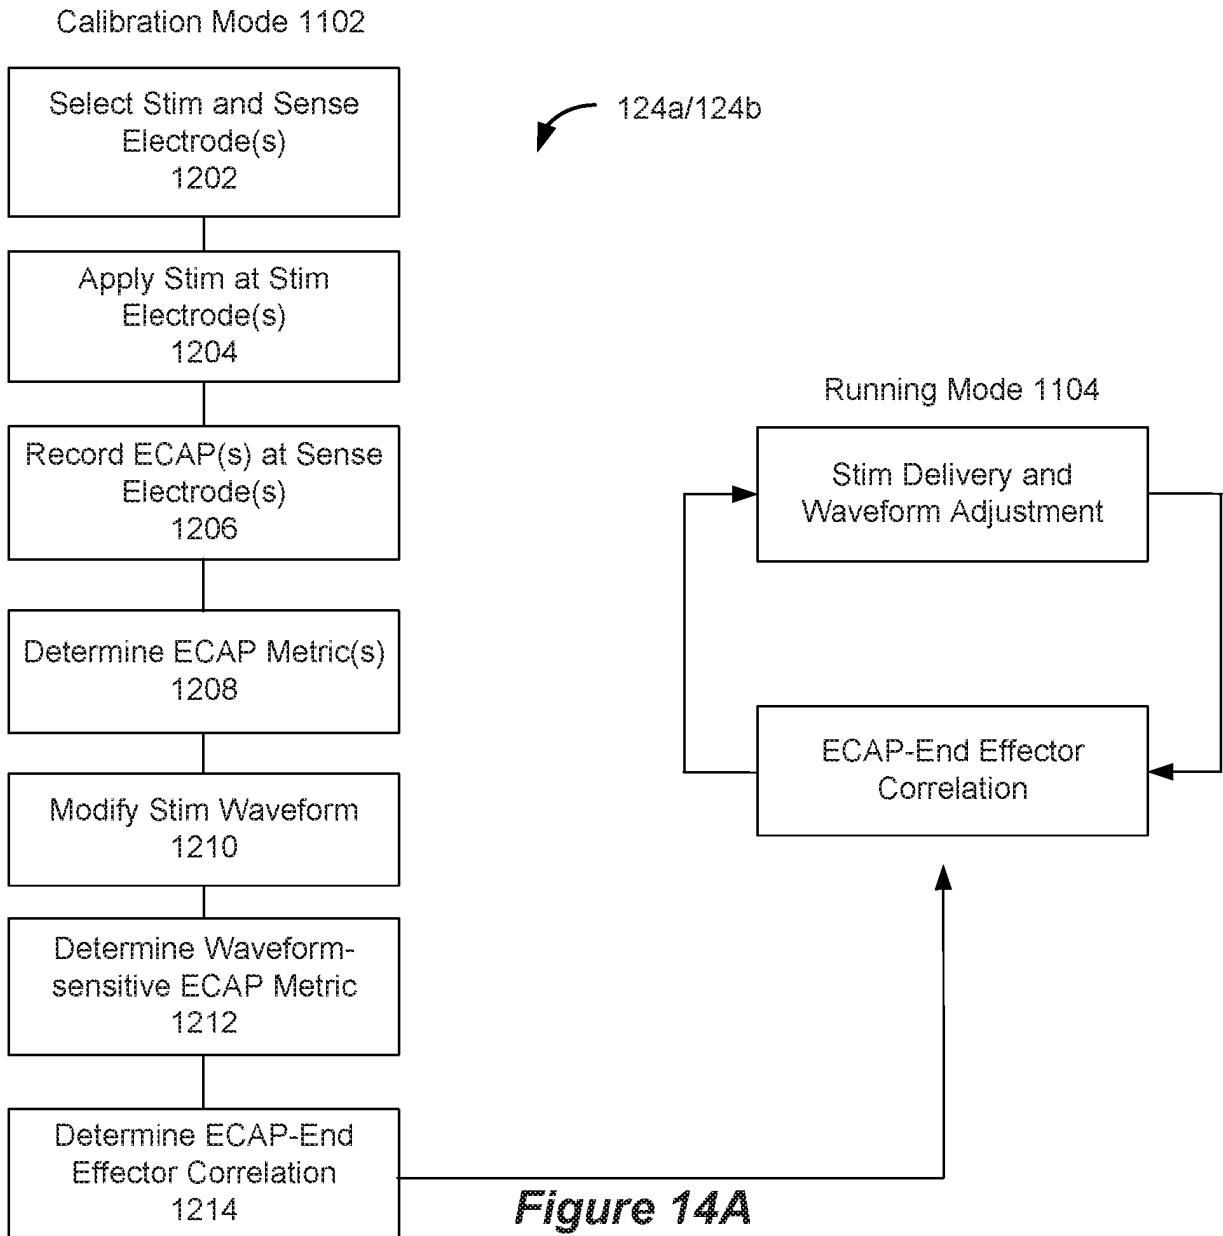 Calibration Mode 1102
Select Stim and Sense
Electrode(s)
1202
124a/124b
Apply Stim at Stim
Electrode(s)
1204
Record ECAP(s) at Sense
Electrode(s)
1206
Determine ECAP Metric(s)
1208
Modify Stim Waveform
1210
Determine Waveform-
sensitive ECAP Metric
1212
Determine ECAP-End
Effector Correlation
1214
Running Mode 1104
Stim Delivery and
Waveform Adjustment
ECAP-End Effector
Correlation
Figure 14A